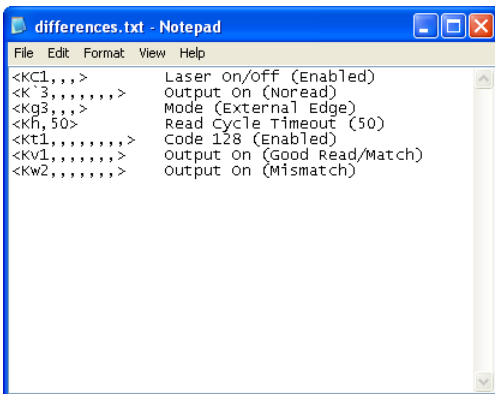 differences.txt - Notepad
File Edit Format View Help
<KC1,,,> Laser On/Off (Enabled)
<K`3,,,,,,,> Output On (Noread)
<Kg3,,,> Mode (External Edge)
<Kh,50> Read Cycle Timeout (50)
<Kt1,,,,,,,,> Code 128 (Enabled)
<Kv1,,,,,,,> Output On (Good Read/Match)
<Kw2,,,,,,,> Output On (Mismatch)